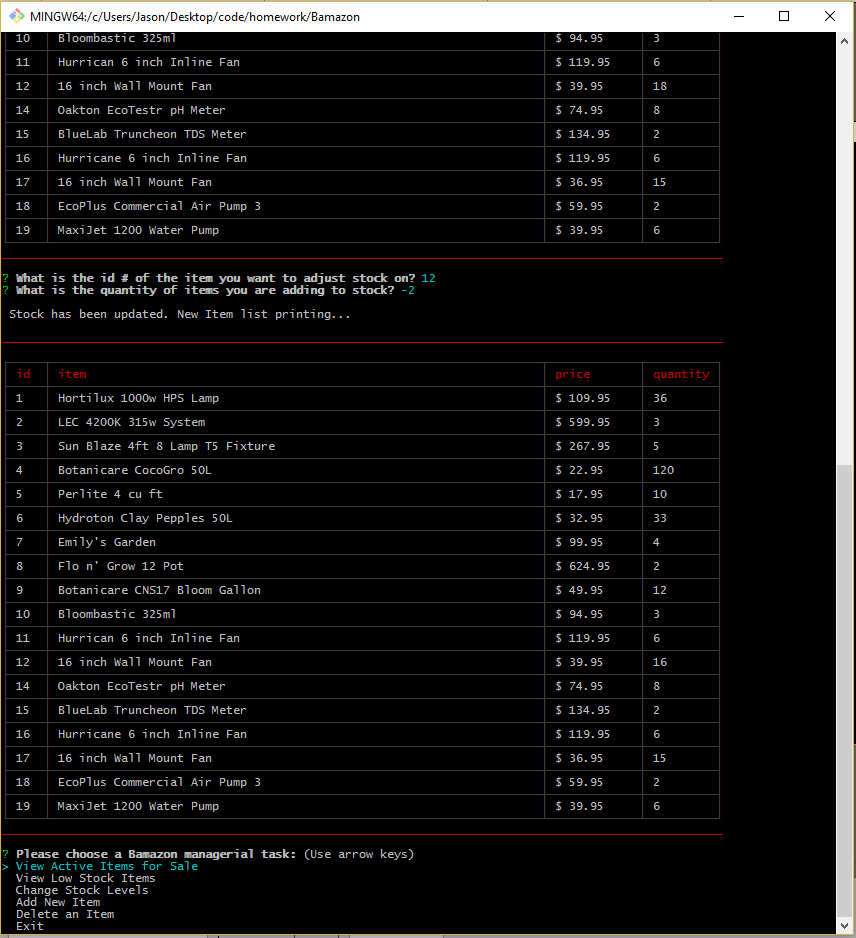 MINGW64:/c/Users/Jason/Desktop/code/homework/Bamazon
10 Bloombastic 325ml $ 94.95 3
11 Hurrican 6 inch Inline Fan $ 119.95 6
12 16 inch Wall Mount Fan $ 39.95 18
14 Oakton EcoTestr pH Meter $ 74.95 8
15 BlueLab Truncheon TDS Meter $ 134.95 2
16 Hurricane 6 inch Inline Fan $ 119.95 6
17 16 inch Wall Mount Fan $ 36.95 15
18 EcoPlus Commercial Air Pump 3 $ 59.95 2
19 MaxiJet 1200 Water Pump $ 39.95 6
? What is the id # of the item you want to adjust stock on? 12
? What is the quantity of items you are adding to stock? -2
Stock has been updated. New Item list printing...
id item price quantity
1 Hortilux 1000w HPS Lamp $ 109.95 36
2 LEC 4200K 315w System $ 599.95 3
3 Sun Blaze 4ft 8 Lamp T5 Fixture $ 267.95 5
4 Botanicare CocoGro 50L $ 22.95 120
5 Perlite 4 cu ft $ 17.95 10
6 Hydroton Clay Pepples 50L $ 32.95 33
7 Emily's Garden $ 99.95 4
8 Flo n' Grow 12 Pot $ 624.95 2
9 Botanicare CNS17 Bloom Gallon $ 49.95 12
10 Bloombastic 325ml $ 94.95 3
11 Hurrican 6 inch Inline Fan $ 119.95 6
12 16 inch Wall Mount Fan $ 39.95 16
14 Oakton EcoTestr pH Meter $ 74.95 8
15 BlueLab Truncheon TDS Meter $ 134.95 2
16 Hurricane 6 inch Inline Fan $ 119.95 6
17 16 inch Wall Mount Fan $ 36.95 15
18 EcoPlus Commercial Air Pump 3 $ 59.95 2
19 MaxiJet 1200 Water Pump $ 39.95 6
? Please choose a Bamazon managerial task: (Use arrow keys)
> View Active Items for Sale
View Low Stock Items
Change Stock Levels
Add New Item
Delete an Item
Exit